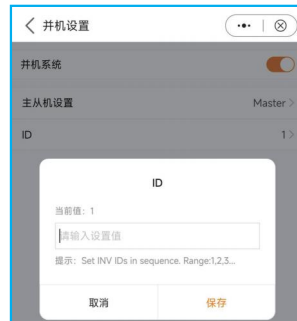 并机设置
并机系统
主从机设置 Master
ID 1
ID
当前值：1
请输入设置值
提示：Set INV IDs in sequence. Range:1,2,3...
取消 保存